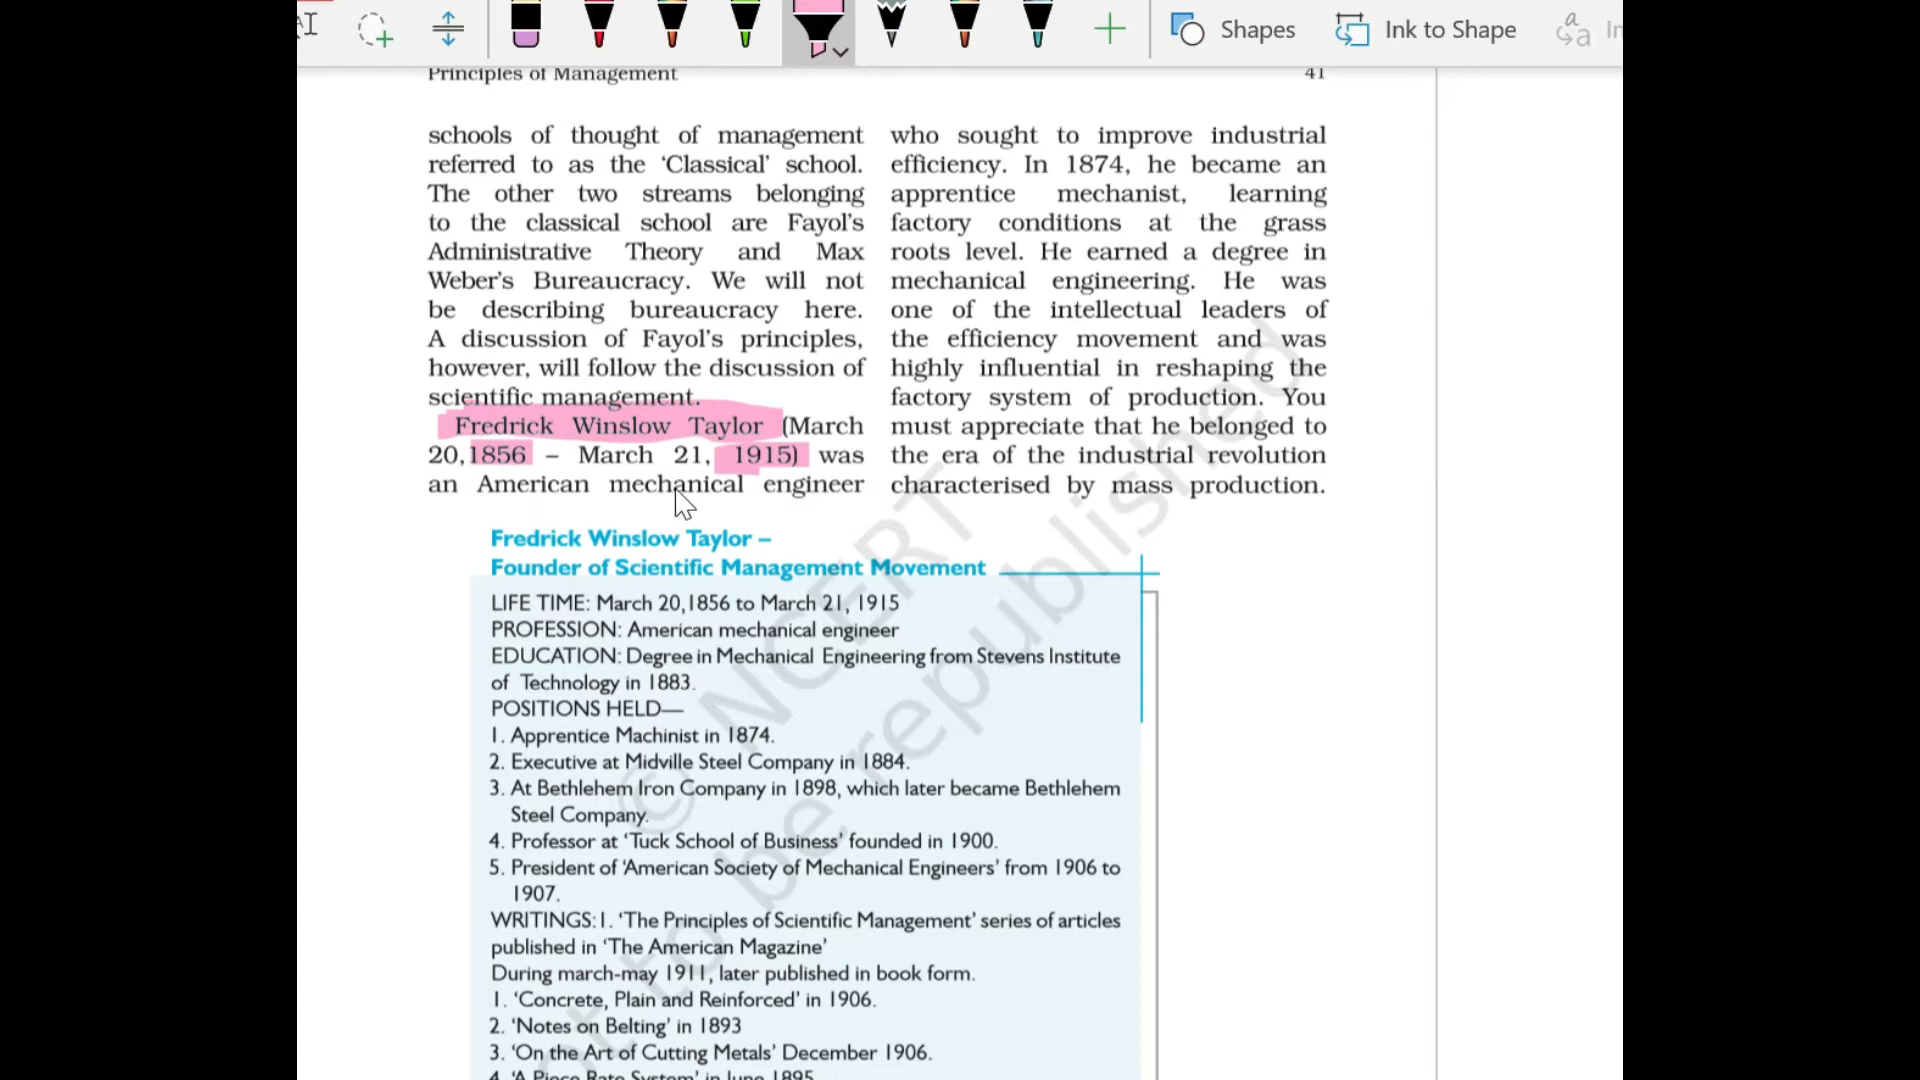 Shapes
Ink to Shape
Principles of Management
41
schools of thought of management
referred to as the ‘Classical’ school.
The other two streams belonging
to the classical school are Fayol’s
Administrative Theory and Max
Weber’s Bureaucracy. We will not
be describing bureaucracy here.
A discussion of Fayol’s principles,
however, will follow the discussion of
scientific management.
Fredrick Winslow Taylor (March
20,1856 – March 21, 1915) was
an American mechanical engineer
who sought to improve industrial
efficiency. In 1874, he became an
apprentice mechanist, learning
factory conditions at the grass
roots level. He earned a degree in
mechanical engineering. He was
one of the intellectual leaders of
the efficiency movement and was
highly influential in reshaping the
factory system of production. You
must appreciate that he belonged to
the era of the industrial revolution
characterised by mass production.
Fredrick Winslow Taylor –
Founder of Scientific Management Movement
LIFE TIME: March 20,1856 to March 21, 1915
PROFESSION: American mechanical engineer
EDUCATION: Degree in Mechanical Engineering from Stevens Institute
of Technology in 1883.
POSITIONS HELD—
1. Apprentice Machinist in 1874.
2. Executive at Midville Steel Company in 1884.
3. At Bethlehem Iron Company in 1898, which later became Bethlehem
Steel Company.
4. Professor at ‘Tuck School of Business’ founded in 1900.
5. President of ‘American Society of Mechanical Engineers’ from 1906 to
1907.
WRITINGS:1. ‘The Principles of Scientific Management’ series of articles
published in ‘The American Magazine’
During march-may 1911, later published in book form.
1. ‘Concrete, Plain and Reinforced’ in 1906.
2. ‘Notes on Belting’ in 1893
3. ‘On the Art of Cutting Metals’ December 1906.
4. ‘A Piece Rate System’ in June 1895
© NCERT
not to be republished